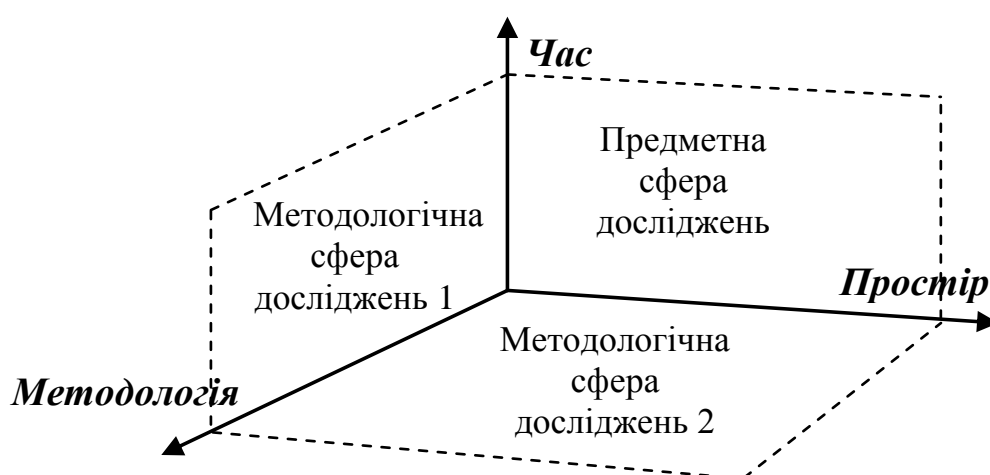 Час
Предметна
сфера
досліджень
Методологічна
сфера
досліджень 1
Простір
Методологічна
сфера
досліджень 2
Методологія